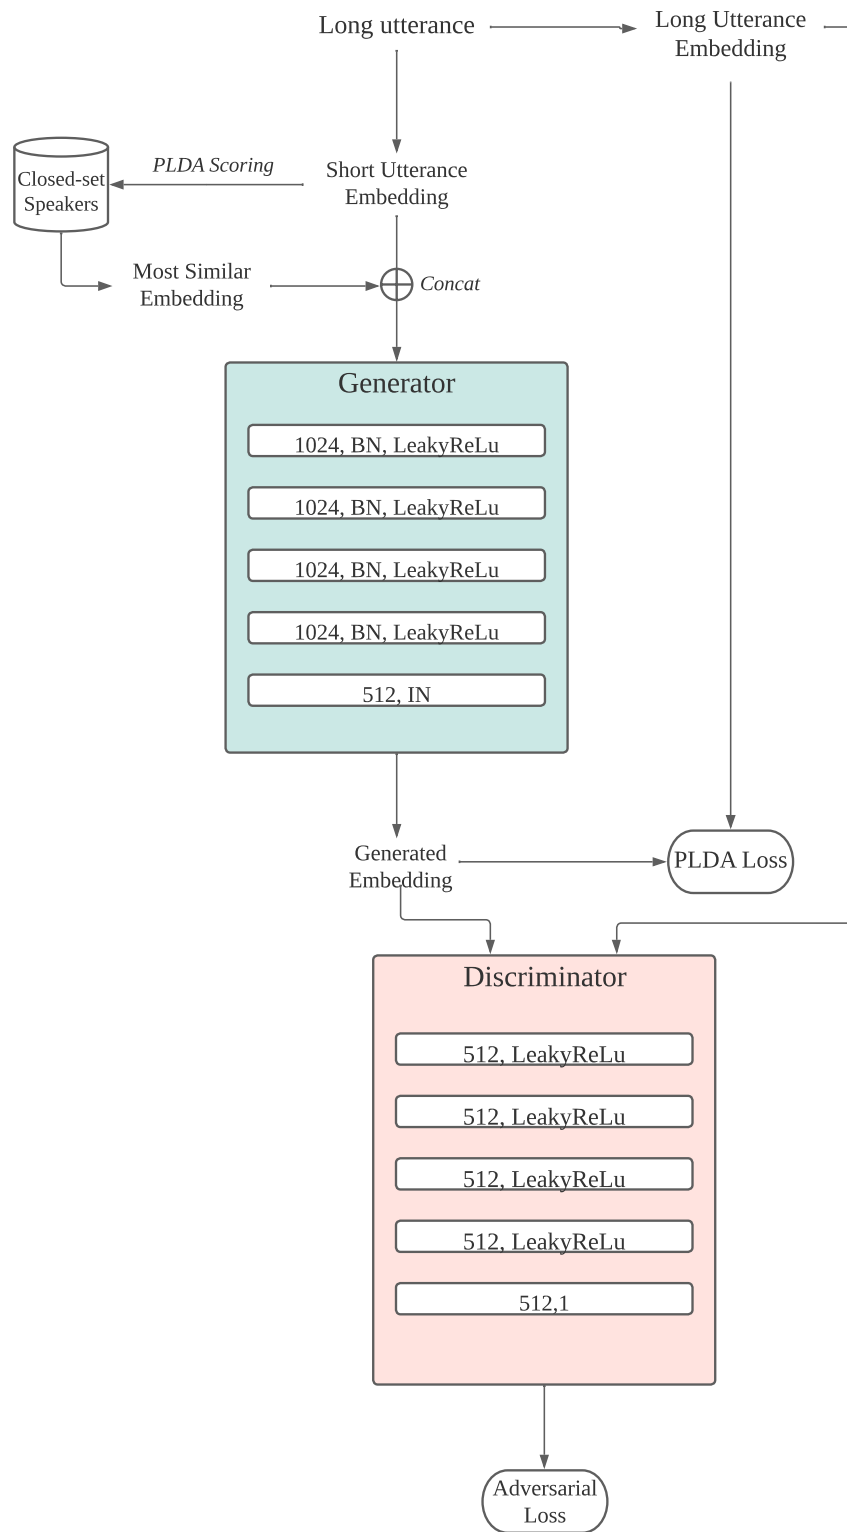 Long utterance
Long Utterance
Embedding
PLDA Scoring
Short Utterance
Embedding
Closed-set
Speakers
Most Similar
Embedding
Concat
Generator
1024, BN, LeakyReLu
1024, BN, LeakyReLu
1024, BN, LeakyReLu
1024, BN, LeakyReLu
512, IN
Generated
Embedding
PLDA Loss
Discriminator
512, LeakyReLu
512, LeakyReLu
512, LeakyReLu
512, LeakyReLu
512,1
Adversarial
Loss